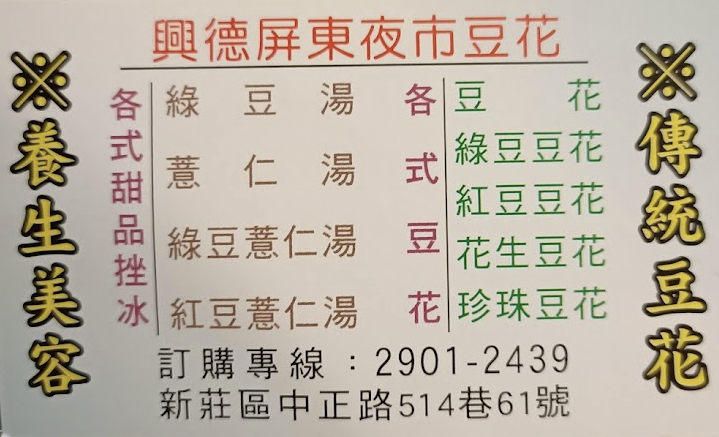 興德屏東夜市豆花
※傳統豆花
各式豆花
豆花
綠豆豆花
紅豆豆花
花生豆花
珍珠豆花
各式甜品挫冰
綠豆湯
薏仁湯
綠豆薏仁湯
紅豆薏仁湯
※養生美容
訂購專線：2901-2439
新莊區中正路514巷61號